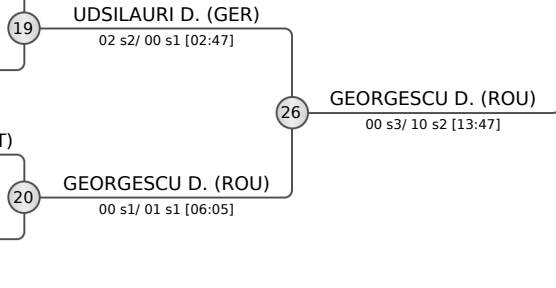 UDSILAURI D. (GER)
19
02 s2/ 00 s1 [02:47]
GEORGESCU D. (ROU)
26
00 s3/ 10 s2 [13:47]
T)
GEORGESCU D. (ROU)
20
00 s1/ 01 s1 [06:05]